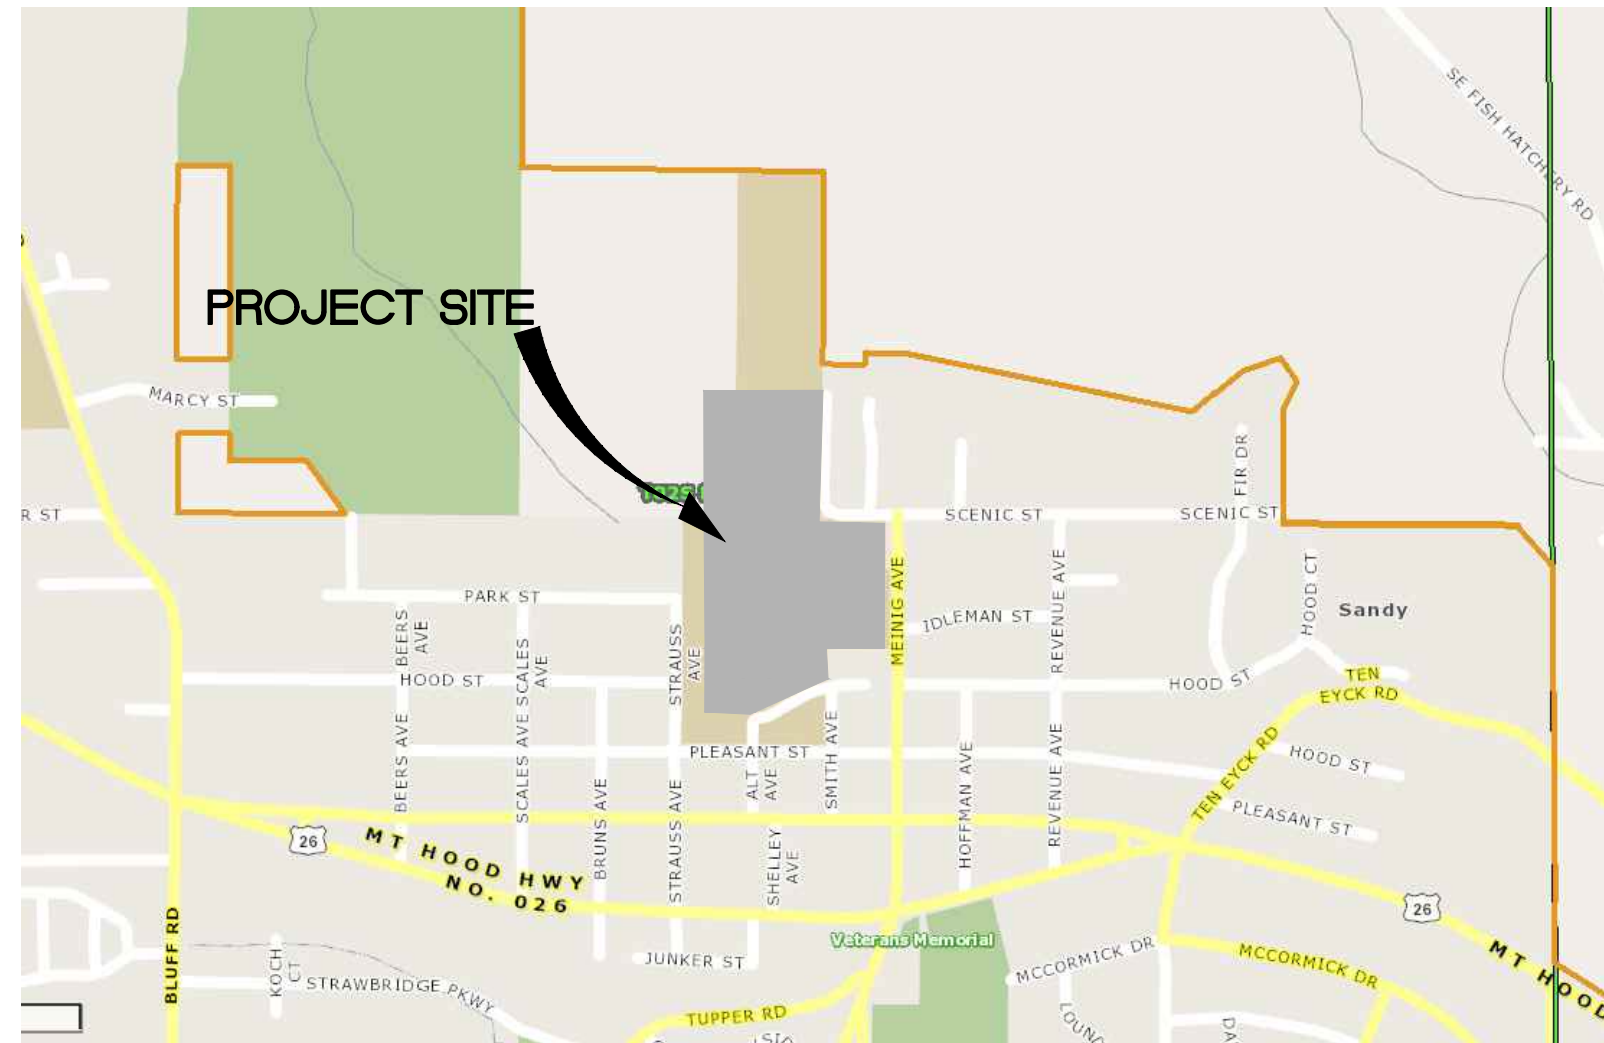 SE FISH HATCHERY RD
PROJECT SITE
MARCY ST
R ST
SCENIC ST
SCENIC ST
FIR DR
MEINIG AVE
REVENUE AVE
HOOD CT
Sandy
PARK ST
IDLEMAN ST
BEERS
AVE
BEERS
AVE
SCALES
AVE
STRAUSS
AVE
HOOD ST
HOOD ST
TEN
EYCK RD
PLEASANT ST
BEERS AVE
SCALES AVE
BRUNS AVE
STRAUSS AVE
ALT
AVE
SMITH AVE
HOFFMAN AVE
REVENUE AVE
TEN EYCK RD
HOOD ST
PLEASANT ST
26
MT HOOD HWY
NO. 026
SHELLEY
AVE
26
MT HOOD
BLUFF RD
Veterans Memorial
KOCH
CT
JUNKER ST
STRAWBRIDGE PKWY
MCCORMICK DR
MCCORMICK DR
TUPPER RD